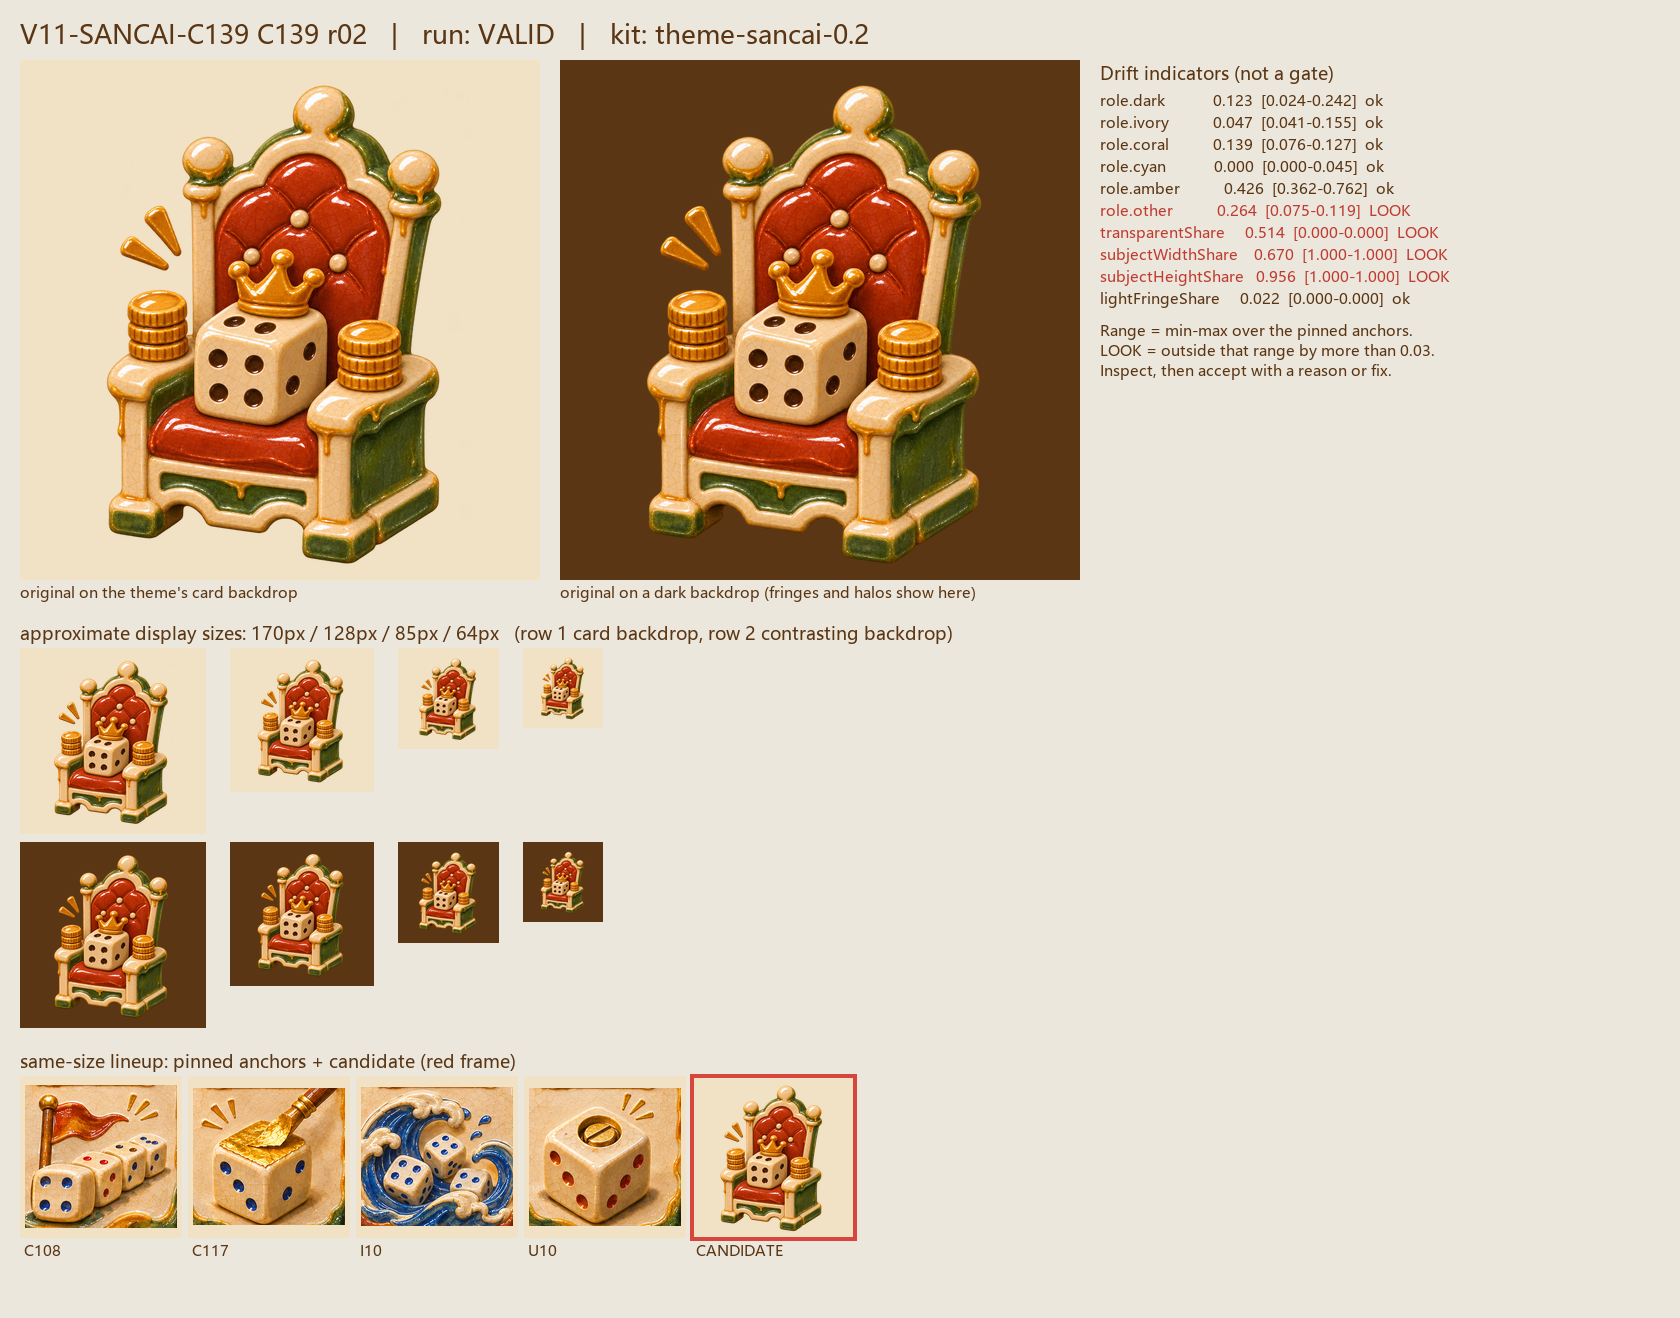 V11-SANCAI-C139 C139 r02 | run: VALID | kit: theme-sancai-0.2
Drift indicators (not a gate)
role.dark 0.123 [0.024-0.242] ok
role.ivory 0.047 [0.041-0.155] ok
role.coral 0.139 [0.076-0.127] ok
role.cyan 0.000 [0.000-0.045] ok
role.amber 0.426 [0.362-0.762] ok
role.other 0.264 [0.075-0.119] LOOK
transparentShare 0.514 [0.000-0.000] LOOK
subjectWidthShare 0.670 [1.000-1.000] LOOK
subjectHeightShare 0.956 [1.000-1.000] LOOK
lightFringeShare 0.022 [0.000-0.000] ok
Range = min-max over the pinned anchors.
LOOK = outside that range by more than 0.03.
Inspect, then accept with a reason or fix.
original on the theme's card backdrop
original on a dark backdrop (fringes and halos show here)
approximate display sizes: 170px / 128px / 85px / 64px (row 1 card backdrop, row 2 contrasting backdrop)
same-size lineup: pinned anchors + candidate (red frame)
C108
C117
I10
U10
CANDIDATE